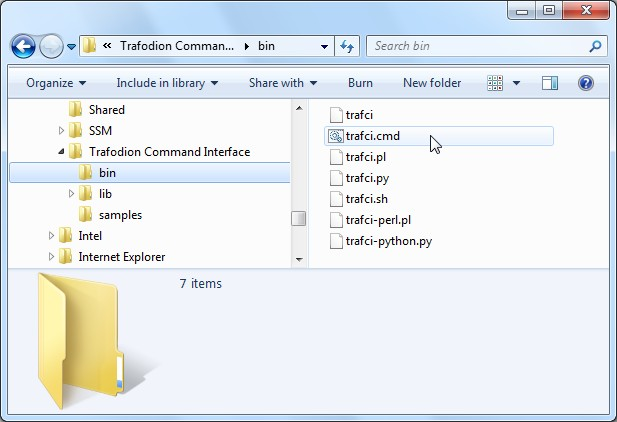 « Trafodion Comman... bin Search bin
Organize Include in library Share with Burn New folder ?
Shared
SSM
Trafodion Command Interface
bin
lib
samples
Intel
Internet Explorer
trafci
trafci.cmd
trafci.pl
trafci.py
trafci.sh
trafci-perl.pl
trafci-python.py
7 items